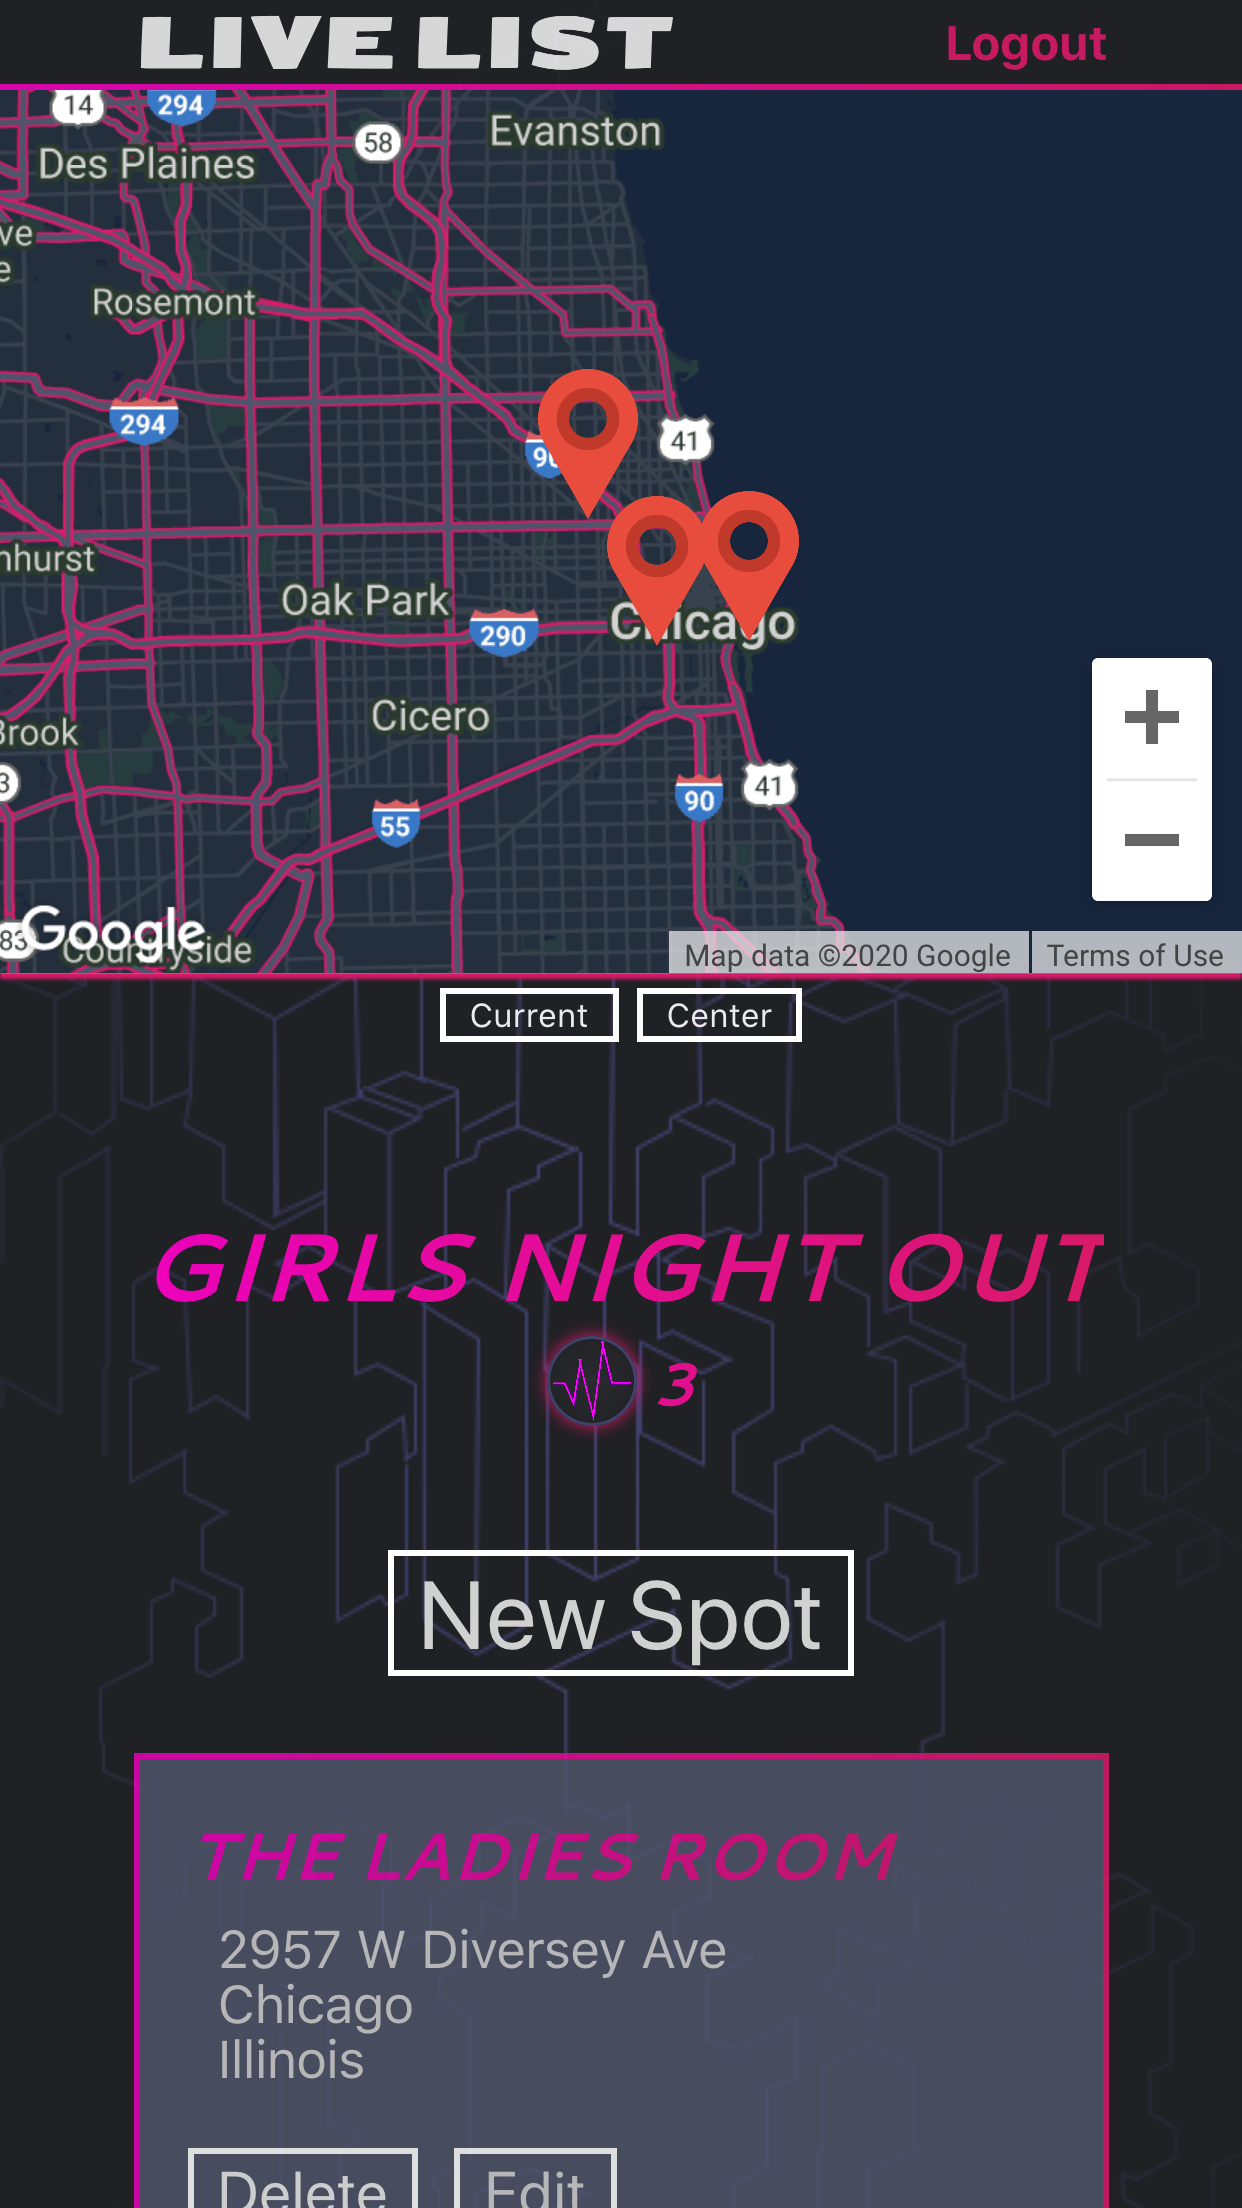 LIVE LIST
Logout
14
294
58
Evanston
Des Plaines
ve
e
Rosemont
294
90
41
nhurst
Oak Park
290
Chicago
Cicero
Brook
3
55
90
41
83
Google
Countryside
Map data ©2020 Google
Terms of Use
Current
Center
GIRLS NIGHT OUT
3
New Spot
THE LADIES ROOM
2957 W Diversey Ave
Chicago
Illinois
Delete
Edit